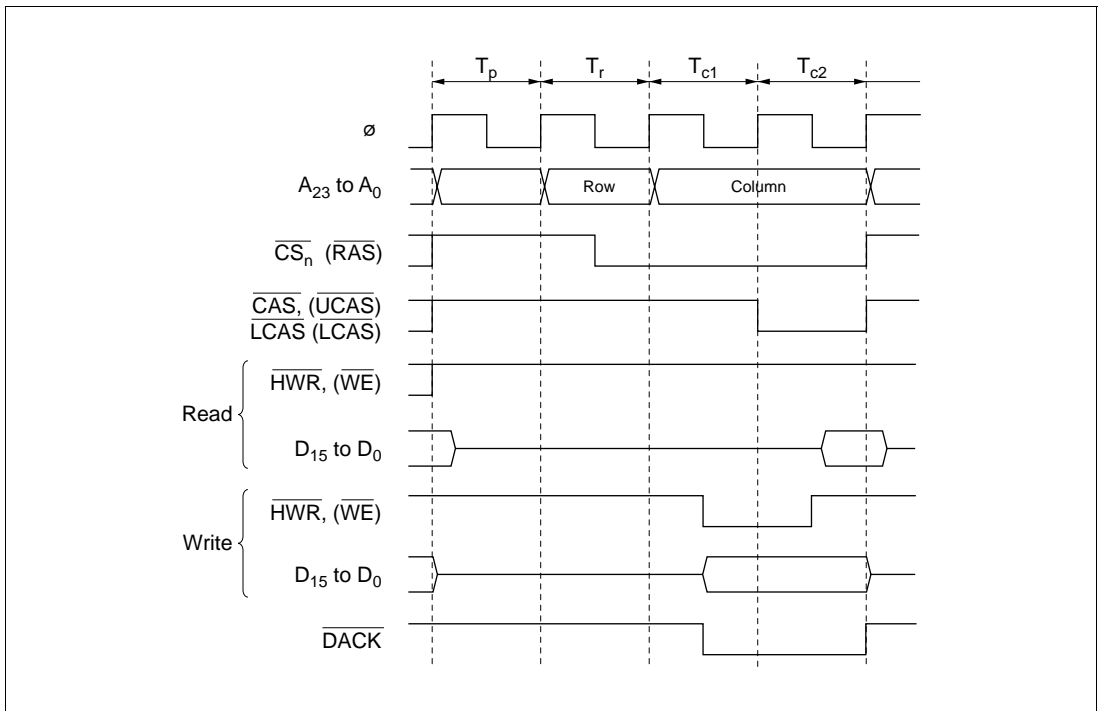 Tp Tr Tc1 Tc2
ø
A23 to A0 Row Column
CSn (RAS)
CAS, (UCAS)
LCAS (LCAS)
Read
HWR, (WE)
D15 to D0
Write
HWR, (WE)
D15 to D0
DACK